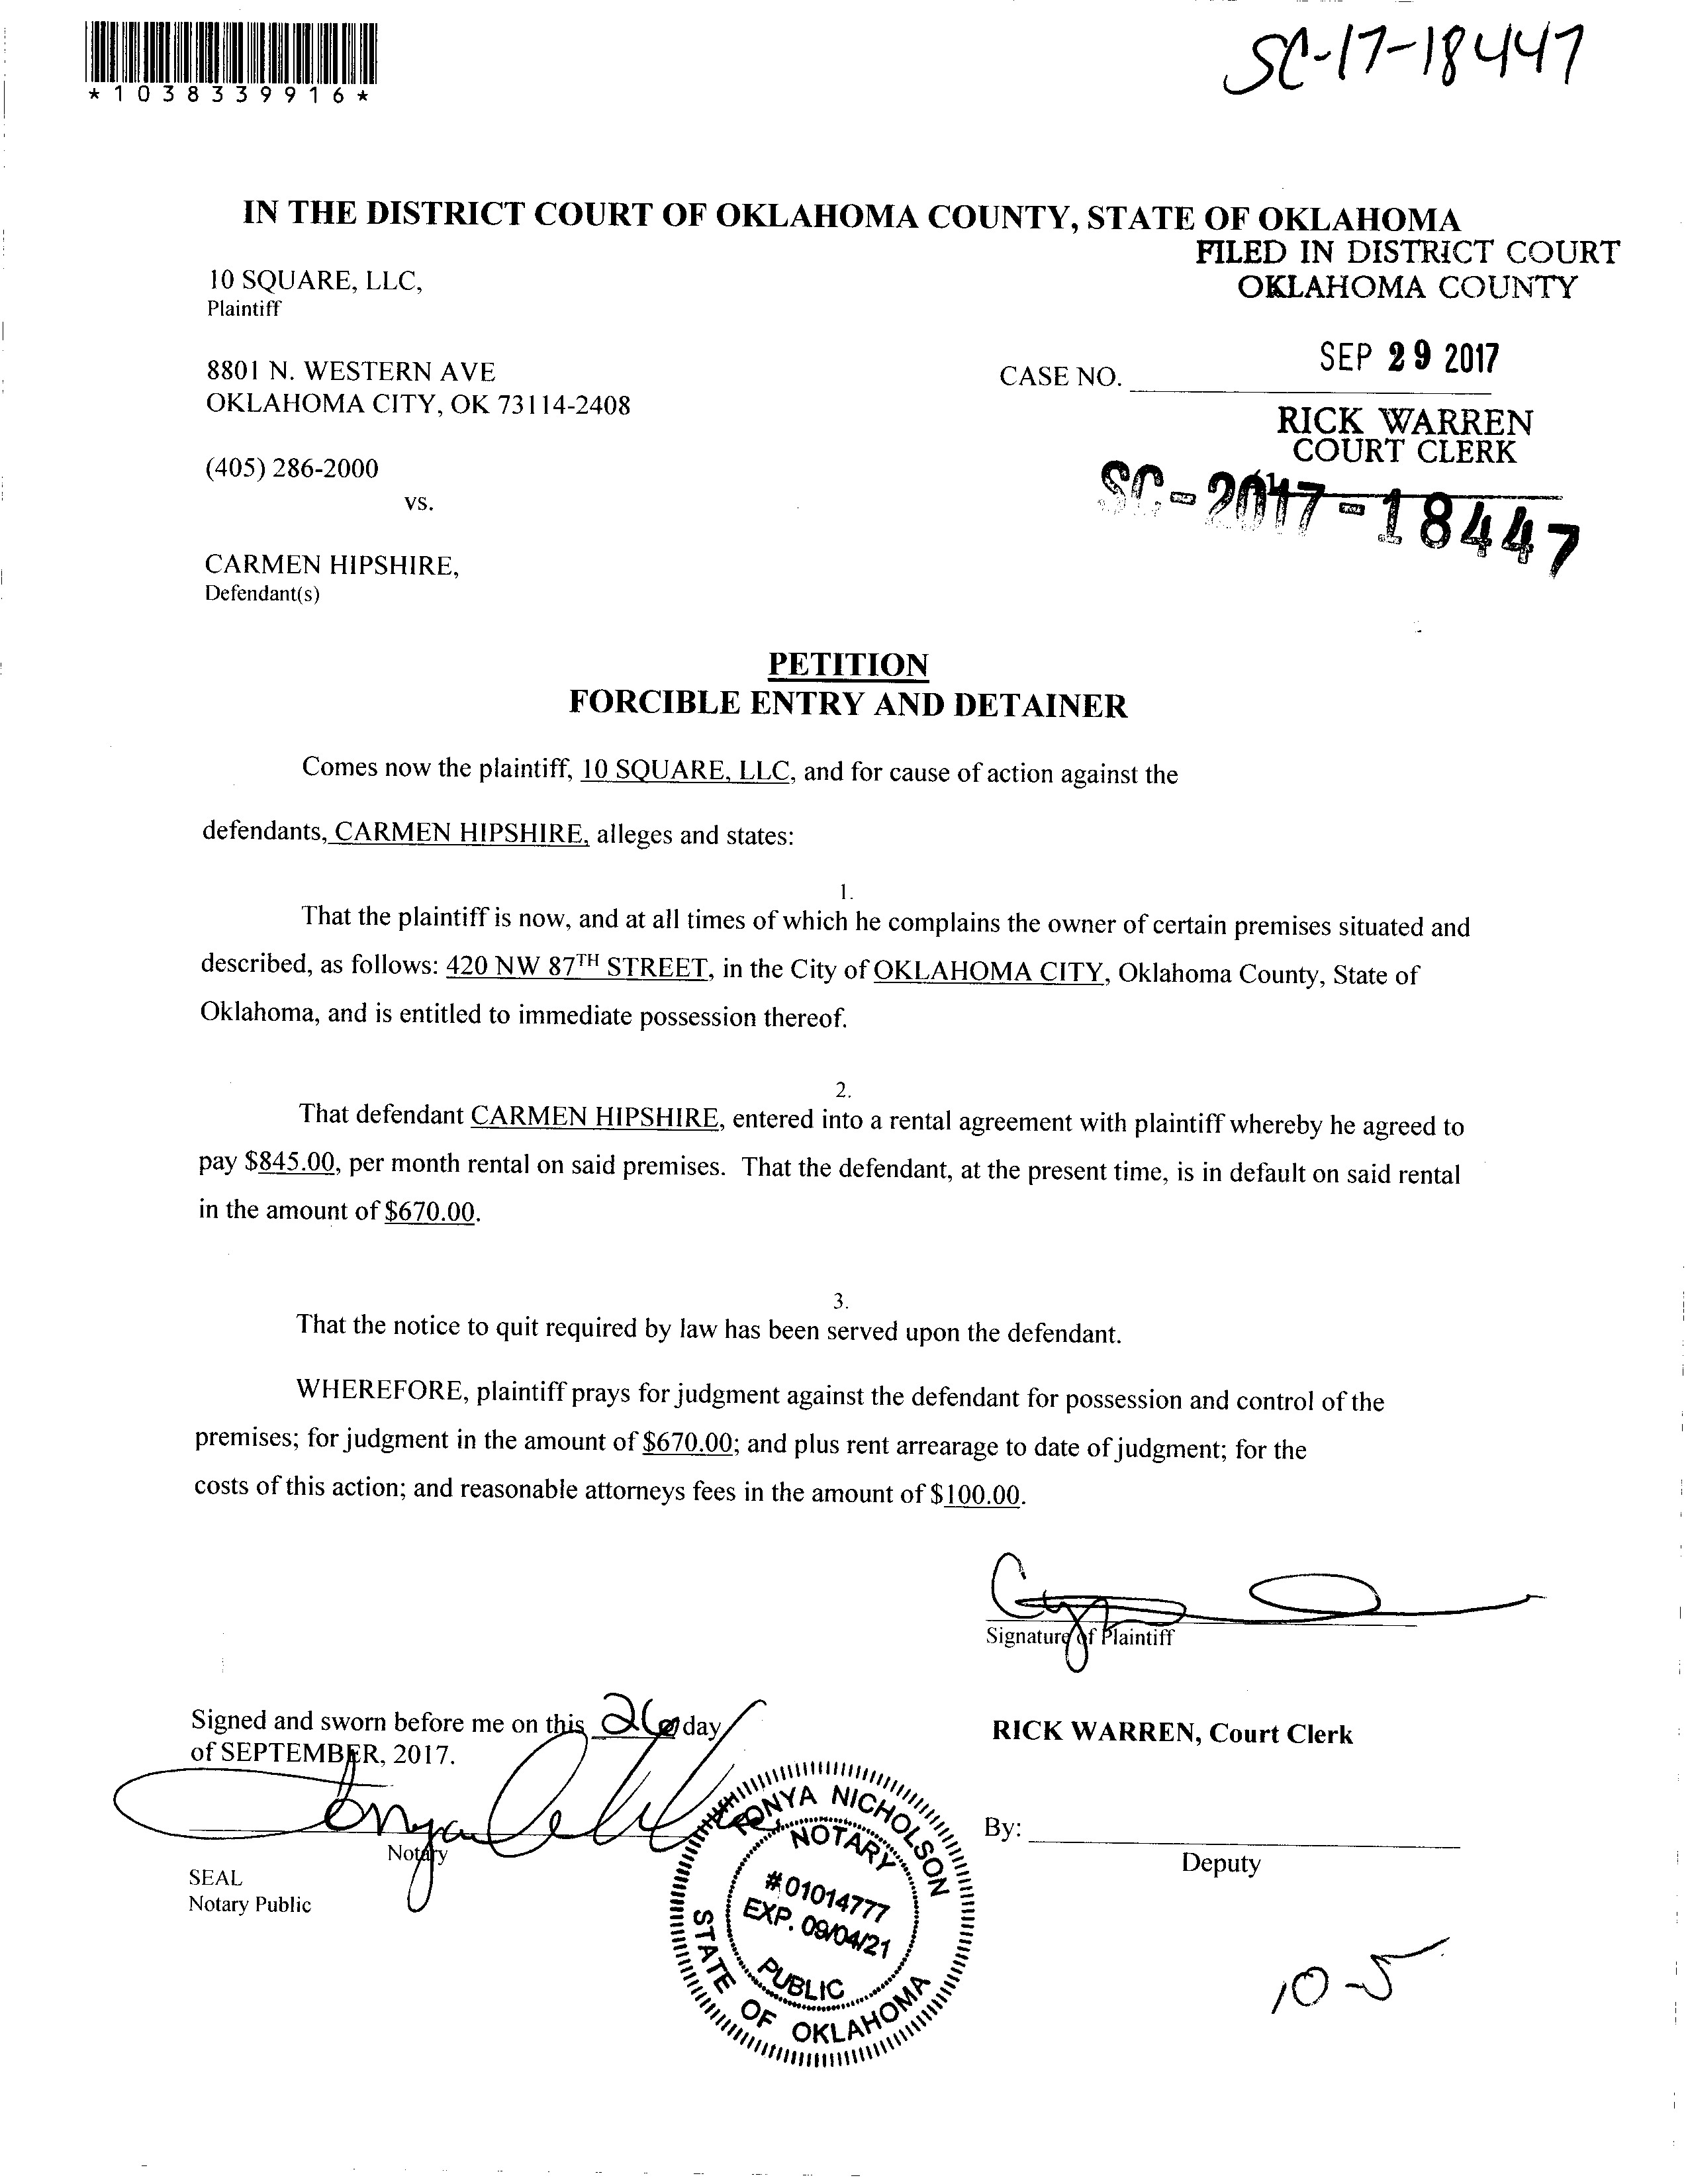 *1038339916*
SC-17-18447
IN THE DISTRICT COURT OF OKLAHOMA COUNTY, STATE OF OKLAHOMA
FILED IN DISTRICT COURT
OKLAHOMA COUNTY
10 SQUARE, LLC,
Plaintiff
SEP 29 2017
8801 N. WESTERN AVE
CASE NO.
OKLAHOMA CITY, OK 73114-2408
RICK WARREN
COURT CLERK
(405) 286-2000
SC-2017-18447
vs.
CARMEN HIPSHIRE,
Defendant(s)
PETITION
FORCIBLE ENTRY AND DETAINER
Comes now the plaintiff, 10 SQUARE, LLC, and for cause of action against the
defendants, CARMEN HIPSHIRE, alleges and states:
1.
That the plaintiff is now, and at all times of which he complains the owner of certain premises situated and
described, as follows: 420 NW 87TH STREET, in the City of OKLAHOMA CITY, Oklahoma County, State of
Oklahoma, and is entitled to immediate possession thereof.
2.
That defendant CARMEN HIPSHIRE, entered into a rental agreement with plaintiff whereby he agreed to
pay $845.00, per month rental on said premises. That the defendant, at the present time, is in default on said rental
in the amount of $670.00.
3.
That the notice to quit required by law has been served upon the defendant.
WHEREFORE, plaintiff prays for judgment against the defendant for possession and control of the
premises; for judgment in the amount of $670.00; and plus rent arrearage to date of judgment; for the
costs of this action; and reasonable attorneys fees in the amount of $100.00.
Signature of Plaintiff
Signed and sworn before me on this 26 day
of SEPTEMBER, 2017.
RICK WARREN, Court Clerk
Notary
SEAL
Notary Public
TONYA NICHOLSON
NOTARY
#01014777
EXP. 09/04/21
PUBLIC
STATE OF OKLAHOMA
By:
Deputy
10-5